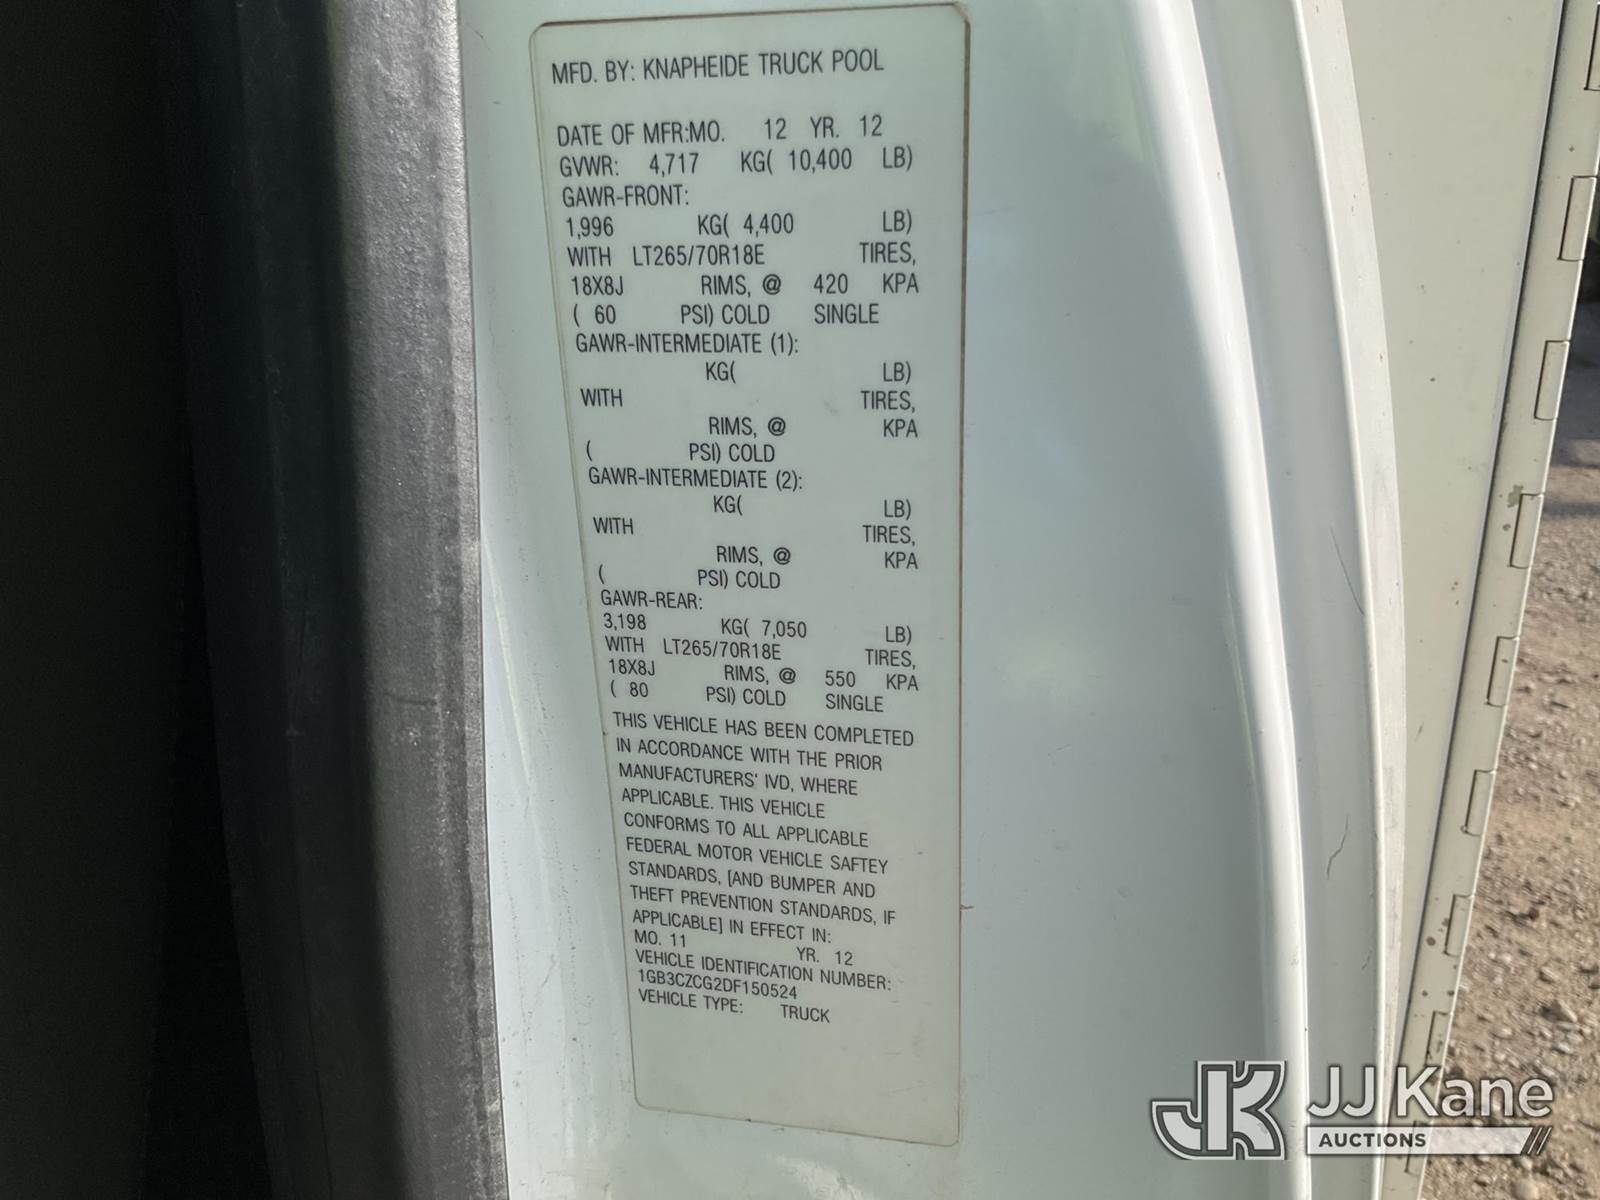 MFD. BY: KNAPHEIDE TRUCK POOL
DATE OF MFR:MO. 12 YR. 12
GVWR: 4,717 KG( 10,400 LB)
GAWR-FRONT:
1,996 KG( 4,400 LB)
WITH LT265/70R18E TIRES,
18X8J RIMS, @ 420 KPA
( 60 PSI) COLD SINGLE
GAWR-INTERMEDIATE (1):
KG( LB)
WITH TIRES,
RIMS, @ KPA
( PSI) COLD
GAWR-INTERMEDIATE (2):
KG( LB)
WITH TIRES,
RIMS, @ KPA
( PSI) COLD
GAWR-REAR:
3,198 KG( 7,050 LB)
WITH LT265/70R18E TIRES,
18X8J RIMS, @ 550 KPA
( 80 PSI) COLD SINGLE
THIS VEHICLE HAS BEEN COMPLETED
IN ACCORDANCE WITH THE PRIOR
MANUFACTURERS' IVD, WHERE
APPLICABLE. THIS VEHICLE
CONFORMS TO ALL APPLICABLE
FEDERAL MOTOR VEHICLE SAFTEY
STANDARDS, [AND BUMPER AND
THEFT PREVENTION STANDARDS, IF
APPLICABLE] IN EFFECT IN:
MO. 11 YR. 12
VEHICLE IDENTIFICATION NUMBER:
1GB3CZCG2DF150524
VEHICLE TYPE: TRUCK
JK JJ Kane
AUCTIONS